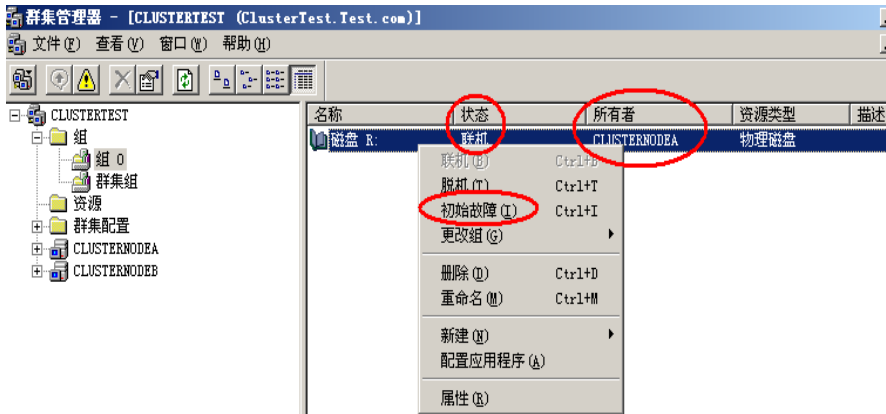 群集管理器 - [CLUSTERTEST (ClusterTest.Test.com)]
文件(F) 查看(V) 窗口(W) 帮助(H)
CLUSTERTEST
组
组 0
群集组
资源
群集配置
CLUSTERNODEA
CLUSTERNODEB
名称 状态 所有者 资源类型 描述
磁盘 R: 联机 CLUSTERNODEA 物理磁盘
联机(B) Ctrl+B
脱机(T) Ctrl+T
初始故障(I) Ctrl+I
更改组(G)
删除(D) Ctrl+D
重命名(M) Ctrl+M
新建(N)
配置应用程序(A)
属性(R)